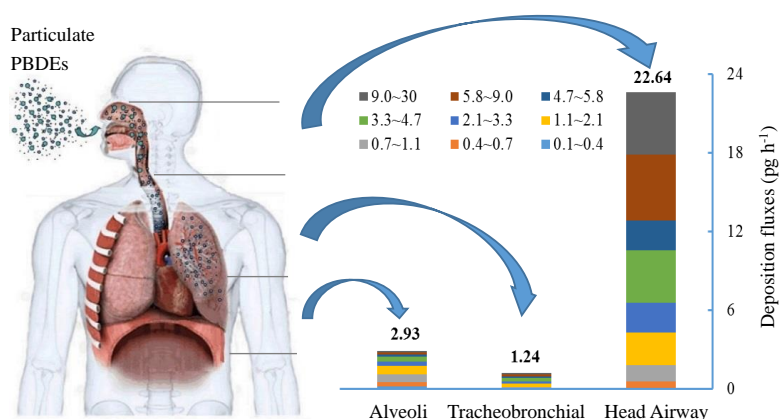 Particulate
PBDEs
22.64
9.0~30
5.8~9.0
4.7~5.8
3.3~4.7
2.1~3.3
1.1~2.1
0.7~1.1
0.4~0.7
0.1~0.4
2.93
1.24
24
18
12
6
0
Deposition fluxes (pg h⁻¹)
Alveoli
Tracheobronchial
Head Airway